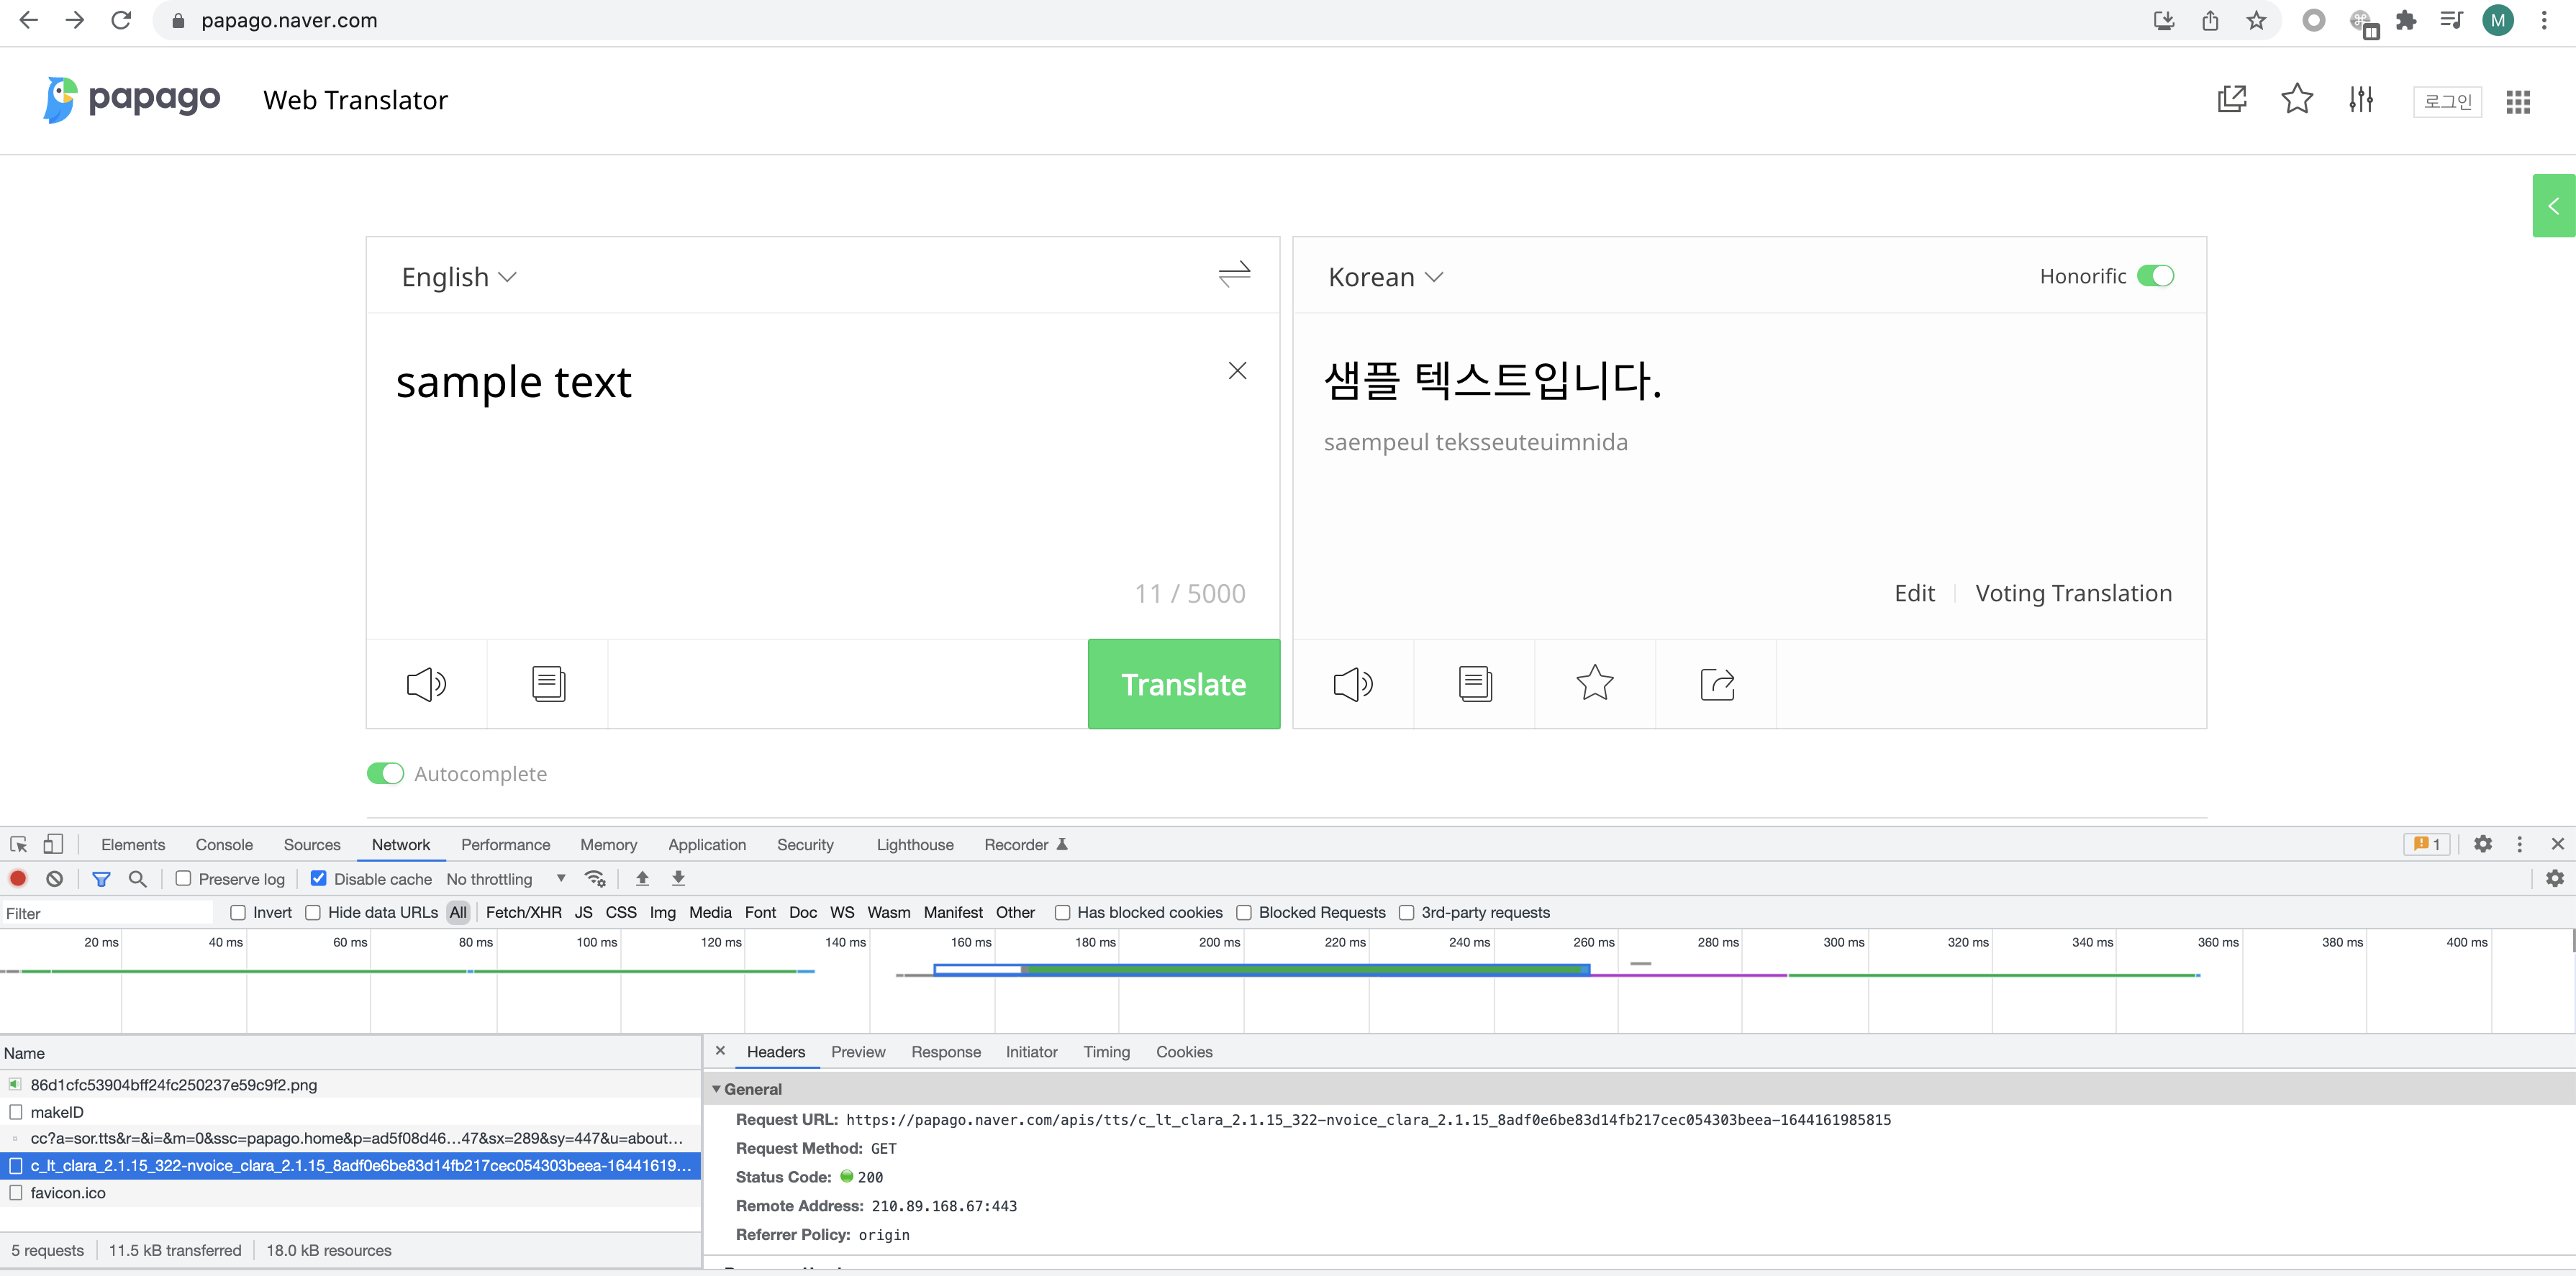 papago.naver.com
M
papago Web Translator
로그인
English
Korean
Honorific
sample text
샘플 텍스트입니다.
saempeul teksseuteuimnida
11 / 5000
Edit
Voting Translation
Translate
Autocomplete
Elements Console Sources Network Performance Memory Application Security Lighthouse Recorder
1
Preserve log Disable cache No throttling
Filter Invert Hide data URLs All Fetch/XHR JS CSS Img Media Font Doc WS Wasm Manifest Other Has blocked cookies Blocked Requests 3rd-party requests
20 ms 40 ms 60 ms 80 ms 100 ms 120 ms 140 ms 160 ms 180 ms 200 ms 220 ms 240 ms 260 ms 280 ms 300 ms 320 ms 340 ms 360 ms 380 ms 400 ms
Name
86d1cfc53904bff24fc250237e59c9f2.png
makeID
cc?a=sor.tts&r=&i=&m=0&ssc=papago.home&p=ad5f08d46...47&sx=289&sy=447&u=about...
c_lt_clara_2.1.15_322-nvoice_clara_2.1.15_8adf0e6be83d14fb217cec054303beea-16441619...
favicon.ico
5 requests 11.5 kB transferred 18.0 kB resources
Headers Preview Response Initiator Timing Cookies
General
Request URL: https://papago.naver.com/apis/tts/c_lt_clara_2.1.15_322-nvoice_clara_2.1.15_8adf0e6be83d14fb217cec054303beea-1644161985815
Request Method: GET
Status Code: 200
Remote Address: 210.89.168.67:443
Referrer Policy: origin